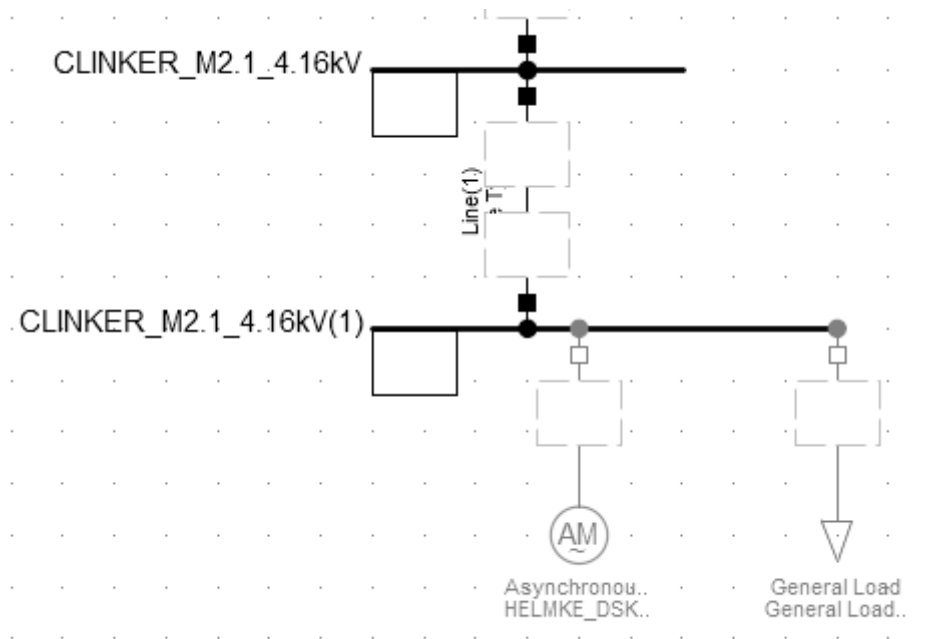 CLINKER_M2.1_4.16kV
Line(1)
CLINKER_M2.1_4.16kV(1)
AM
~
Asynchronou..
HELMKE_DSK..
General Load
General Load..